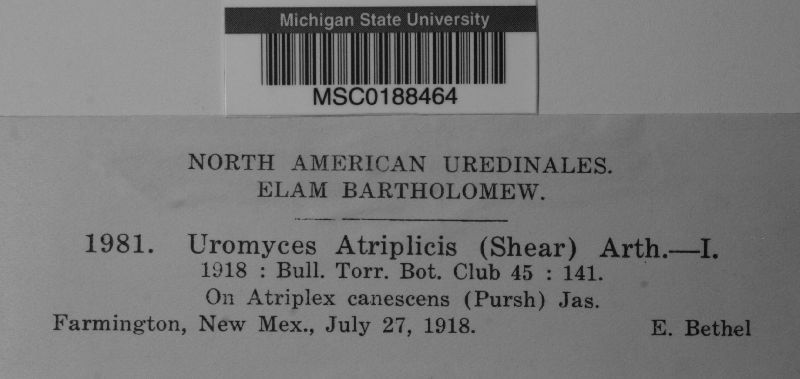 Michigan State University
MSC0188464
NORTH AMERICAN UREDINALES.
ELAM BARTHOLOMEW.
1981. Uromyces Atriplicis (Shear) Arth.—I.
1918 : Bull. Torr. Bot. Club 45 : 141.
On Atriplex canescens (Pursh) Jas.
Farmington, New Mex., July 27, 1918. E. Bethel